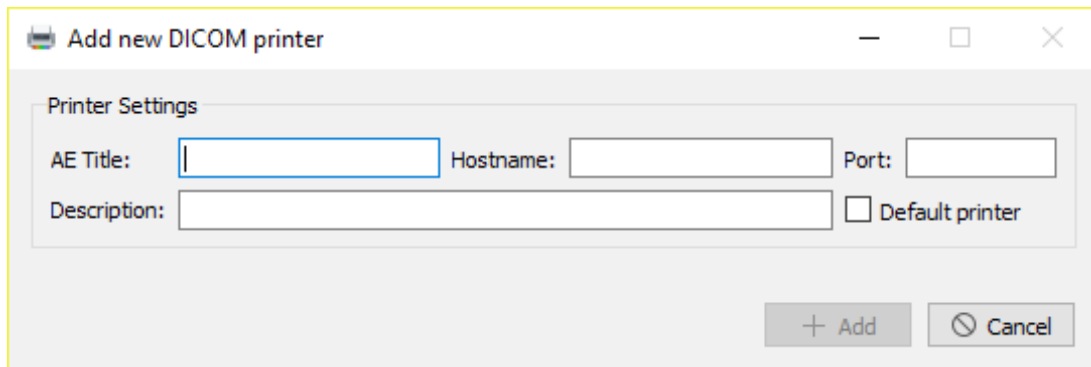 Add new DICOM printer
Printer Settings
AE Title: Hostname: Port:
Description: Default printer
Add Cancel